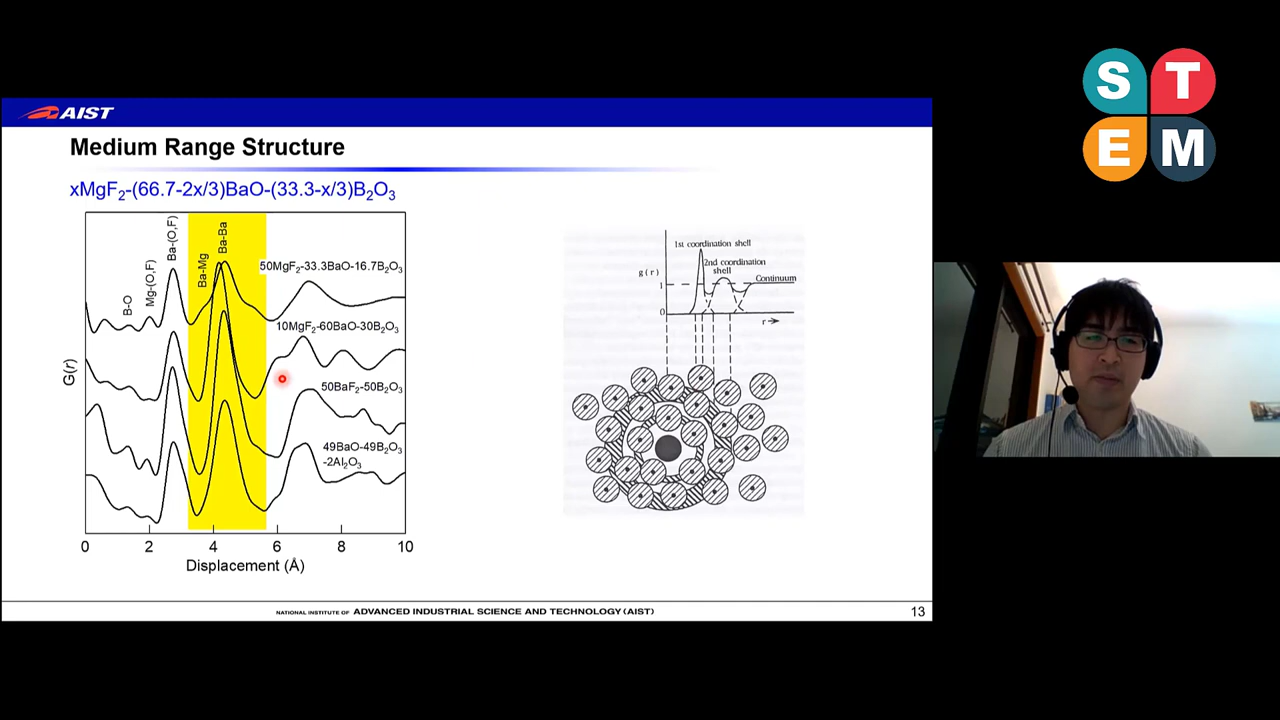 AIST
Medium Range Structure
xMgF₂-(66.7-2x/3)BaO-(33.3-x/3)B₂O₃
B-O
Mg-(O,F)
Ba-(O,F)
Ba-Mg
Ba-Ba
50MgF₂-33.3BaO-16.7B₂O₃
10MgF₂-60BaO-30B₂O₃
50BaF₂-50B₂O₃
49BaO-49B₂O₃
-2Al₂O₃
G(r)
0 2 4 6 8 10
Displacement (Å)
1st coordination shell
2nd coordination
shell
Continuum
g(r)
1
0
r
NATIONAL INSTITUTE OF ADVANCED INDUSTRIAL SCIENCE AND TECHNOLOGY (AIST)
13
S T
E M